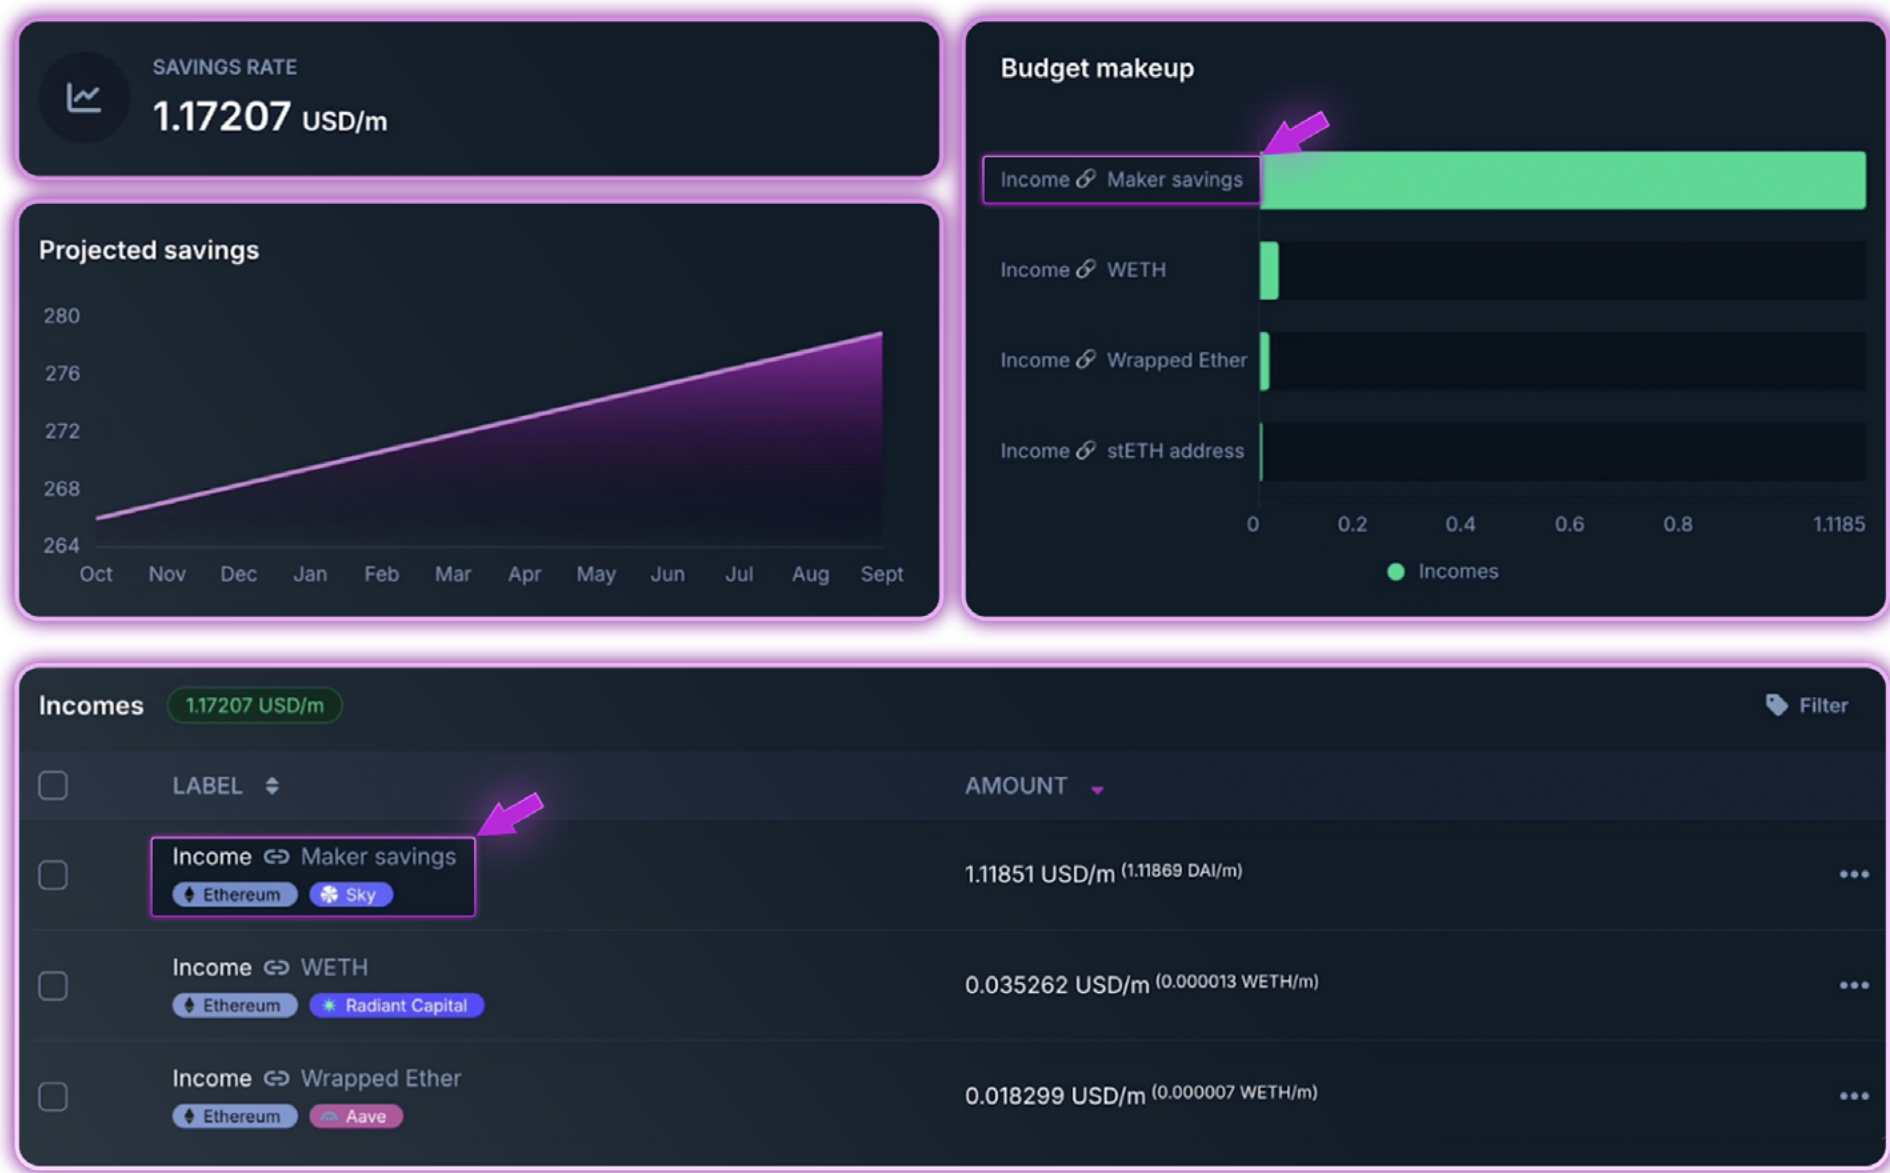 SAVINGS RATE
1.17207 USD/m
Projected savings
280
276
272
268
264
Oct Nov Dec Jan Feb Mar Apr May Jun Jul Aug Sept
Budget makeup
Income Maker savings
Income WETH
Income Wrapped Ether
Income stETH address
0 0.2 0.4 0.6 0.8 1.1185
Incomes
Incomes 1.17207 USD/m Filter
LABEL AMOUNT
Income Maker savings
Ethereum Sky
1.11851 USD/m (1.11869 DAI/m)
Income WETH
Ethereum Radiant Capital
0.035262 USD/m (0.000013 WETH/m)
Income Wrapped Ether
Ethereum Aave
0.018299 USD/m (0.000007 WETH/m)